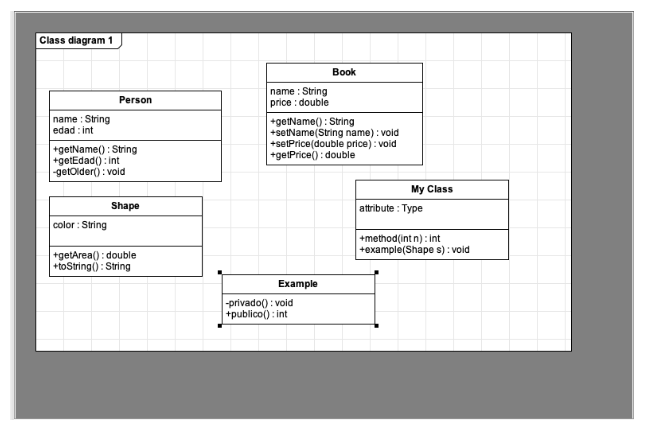 Class diagram 1
Book
name : String
price : double
+getName() : String
+setName(String name) : void
+setPrice(double price) : void
+getPrice() : double
Person
name : String
edad : int
+getName() : String
+getEdad() : int
-getOlder() : void
My Class
attribute : Type
+method(int n) : int
+example(Shape s) : void
Shape
color : String
+getArea() : double
+toString() : String
Example
-privado() : void
+publico() : int